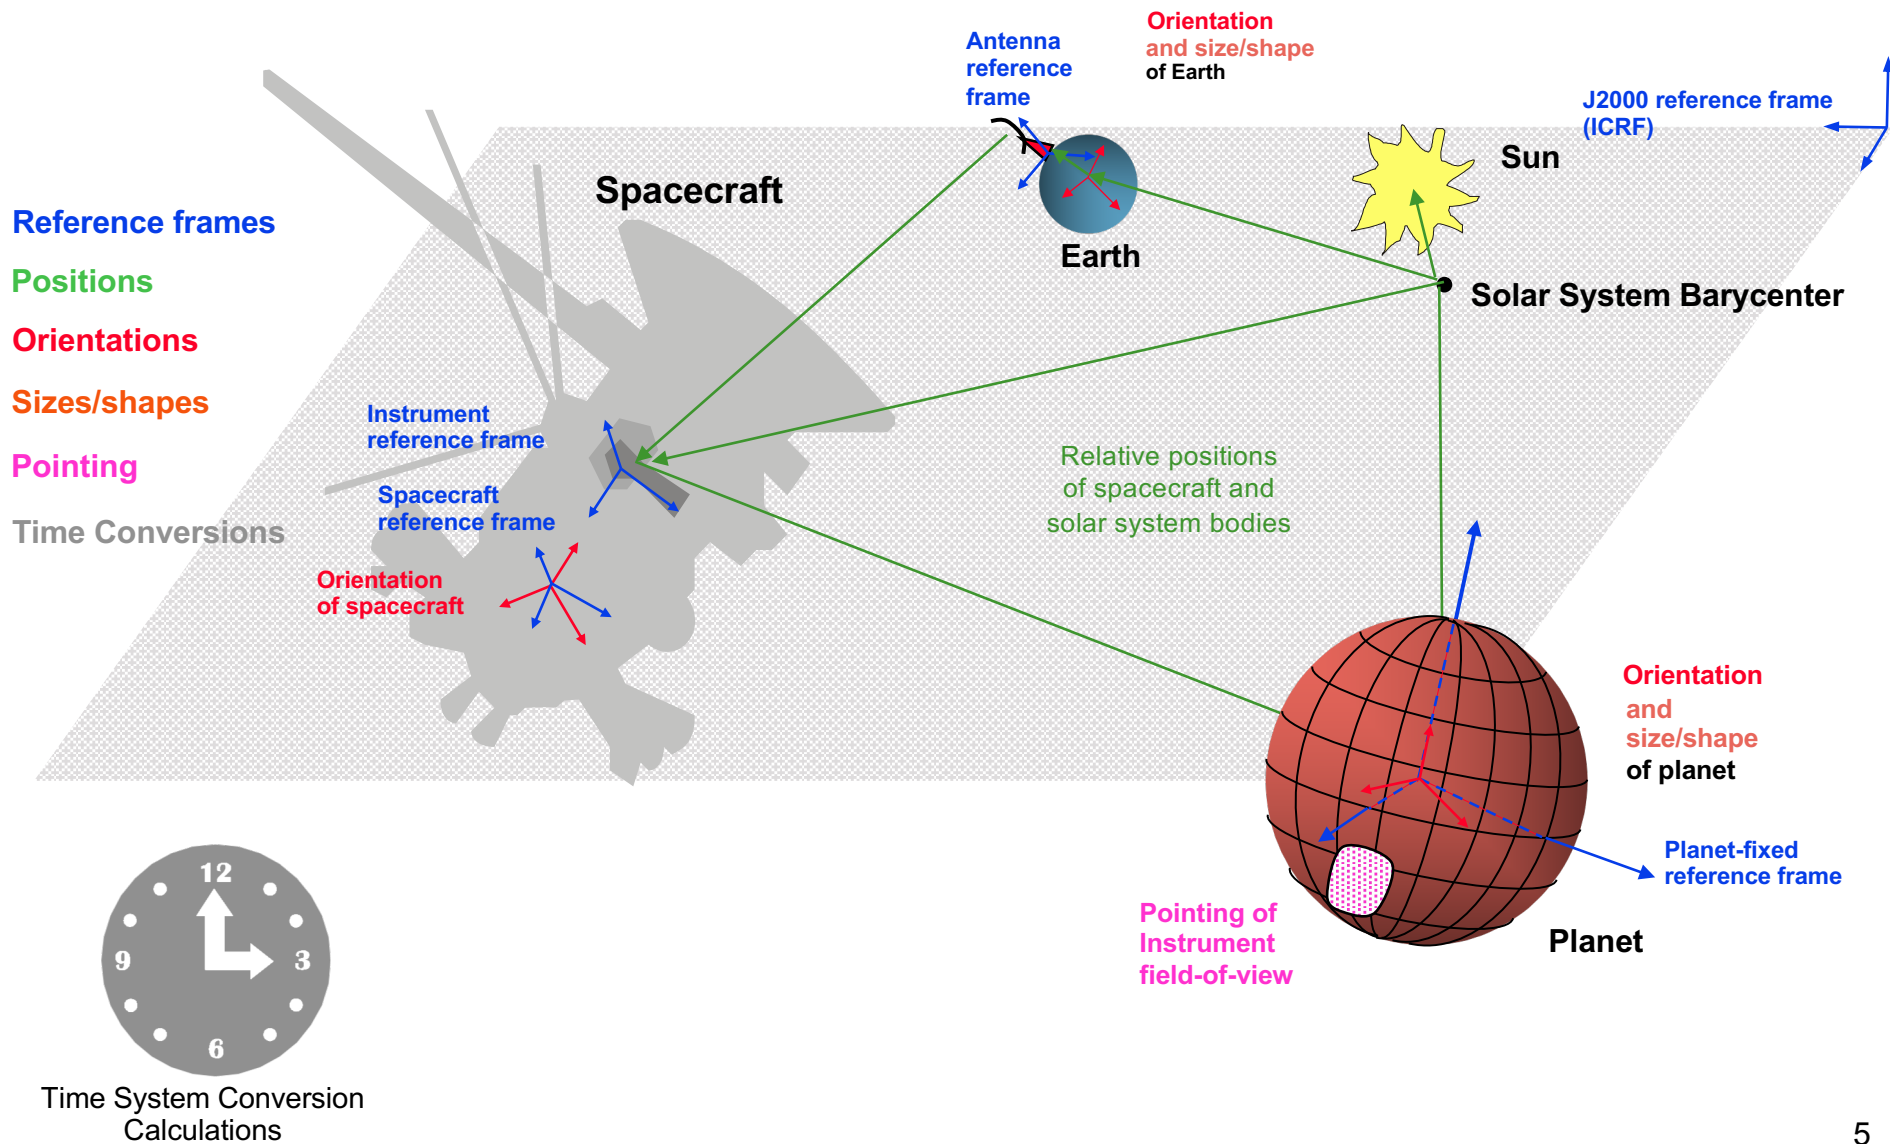 Orientation
and size/shape
of Earth
Antenna
reference
frame
J2000 reference frame
(ICRF)
Sun
Spacecraft
Earth
Solar System Barycenter
Reference frames
Positions
Orientations
Sizes/shapes
Pointing
Time Conversions
Instrument
reference frame
Spacecraft
reference frame
Orientation
of spacecraft
Relative positions
of spacecraft and
solar system bodies
Orientation
and
size/shape
of planet
Planet-fixed
reference frame
Pointing of
Instrument
field-of-view
Planet
12
9
3
6
Time System Conversion
Calculations
5